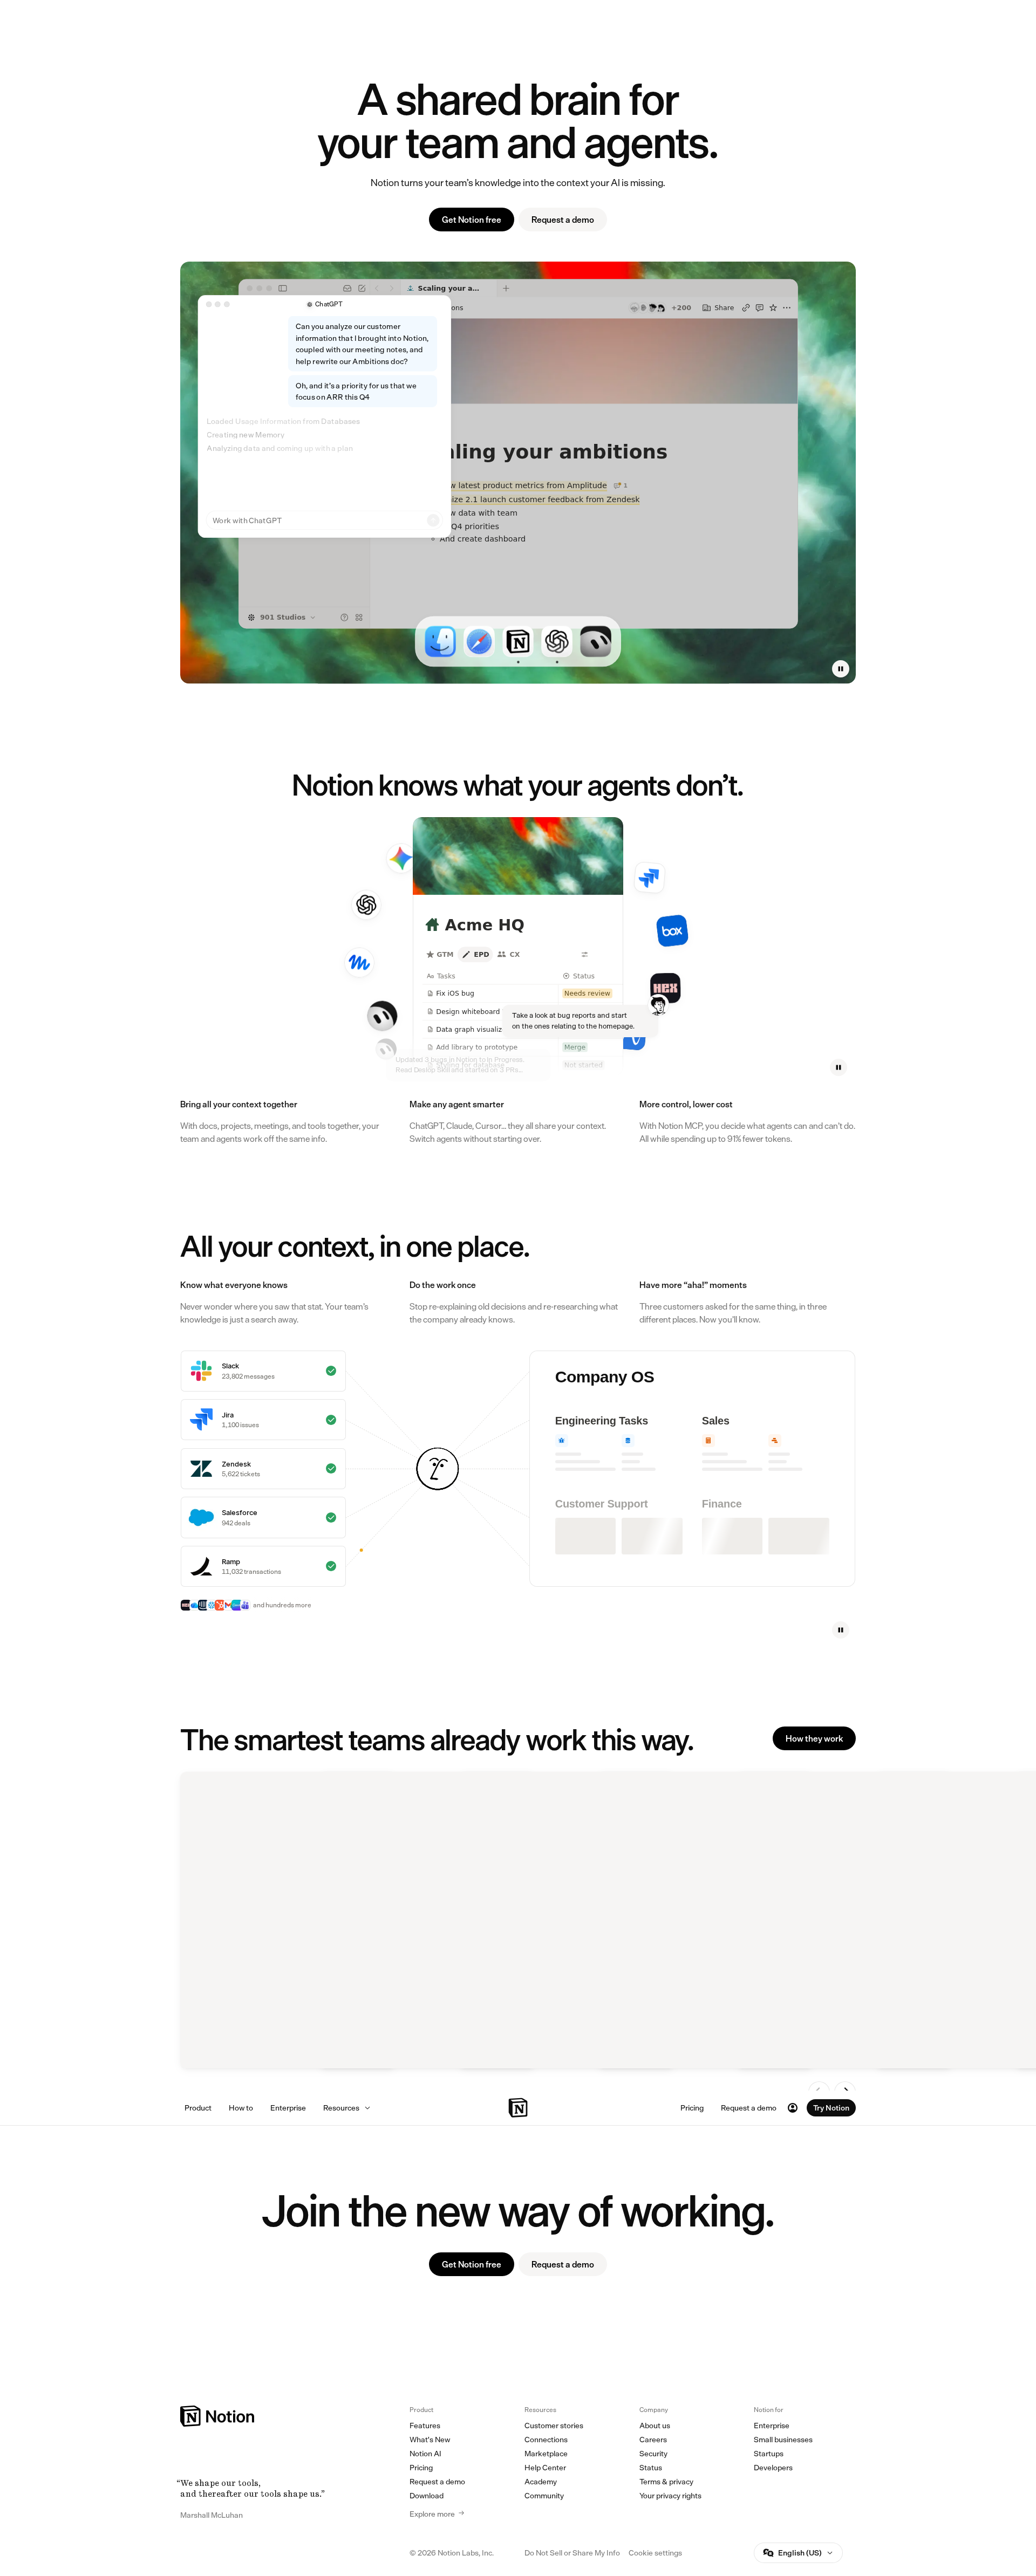 A shared brain for
your team and agents.
Notion turns your team's knowledge into the context your AI is missing.
Get Notion free
Request a demo
Scaling your a...
ons
+200
Share
ChatGPT
Can you analyze our customer
information that I brought into Notion,
coupled with our meeting notes, and
help rewrite our Ambitions doc?
Oh, and it's a priority for us that we
focus on ARR this Q4
Loaded Usage Information from Databases
Creating new Memory
Analyzing data and coming up with a plan
Work with ChatGPT
aling your ambitions
w latest product metrics from Amplitude
1
ize 2.1 launch customer feedback from Zendesk
w data with team
Q4 priorities
And create dashboard
901 Studios
Notion knows what your agents don't.
Acme HQ
GTM
EPD
CX
Aa Tasks
Status
Fix iOS bug
Needs review
Design whiteboard
Take a look at bug reports and start
on the ones relating to the homepage.
Data graph visualiz
Add library to prototype
Merge
Updated 3 bugs in Notion to In Progress.
Not started
box
HEX
Bring all your context together
With docs, projects, meetings, and tools together, your
team and agents work off the same info.
Make any agent smarter
ChatGPT, Claude, Cursor... they all share your context.
Switch agents without starting over.
More control, lower cost
With Notion MCP, you decide what agents can and can't do.
All while spending up to 91% fewer tokens.
All your context, in one place.
Know what everyone knows
Never wonder where you saw that stat. Your team's
knowledge is just a search away.
Do the work once
Stop re-explaining old decisions and re-researching what
the company already knows.
Have more “aha!” moments
Three customers asked for the same thing, in three
different places. Now you'll know.
Slack
23,802 messages
Jira
1,100 issues
Zendesk
5,622 tickets
Salesforce
942 deals
Ramp
11,032 transactions
and hundreds more
Company OS
Engineering Tasks
Sales
Customer Support
Finance
The smartest teams already work this way.
How they work
Product
How to
Enterprise
Resources
Pricing
Request a demo
Try Notion
Join the new way of working.
Get Notion free
Request a demo
Notion
“We shape our tools,
and thereafter our tools shape us.”
Marshall McLuhan
Product
Features
What's New
Notion AI
Pricing
Request a demo
Download
Explore more →
Resources
Customer stories
Connections
Marketplace
Help Center
Academy
Community
Company
About us
Careers
Security
Status
Terms & privacy
Your privacy rights
Notion for
Enterprise
Small businesses
Startups
Developers
© 2026 Notion Labs, Inc.
Do Not Sell or Share My Info
Cookie settings
English (US)